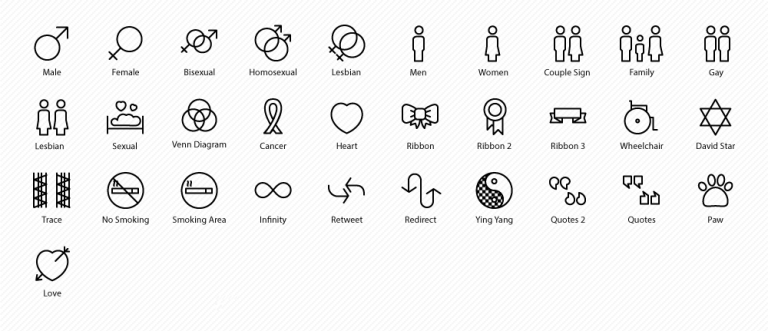 Male
Female
Bisexual
Homosexual
Lesbian
Men
Women
Couple Sign
Family
Gay
Lesbian
Sexual
Venn Diagram
Cancer
Heart
Ribbon
Ribbon 2
Ribbon 3
Wheelchair
David Star
Trace
No Smoking
Smoking Area
Infinity
Retweet
Redirect
Ying Yang
Quotes 2
Quotes
Paw
Love